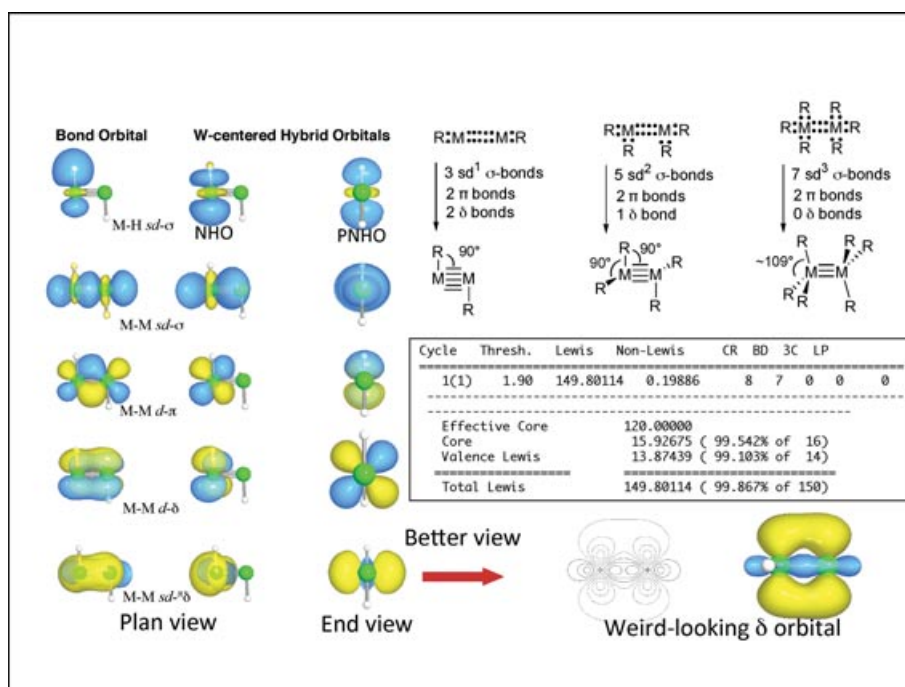 Bond Orbital
W-centered Hybrid Orbitals
M-H sd-σ
NHO
PNHO
M-M sd-σ
M-M d-π
M-M d-δ
M-M sd-"δ
Plan view
End view
R:M::::::M:R
3 sd¹ σ-bonds
2 π bonds
2 δ bonds
R
90°
M M
R
R:M:::::M:R
R R
5 sd² σ-bonds
2 π bonds
1 δ bond
R
90°
90°
M M
R
R
R
R R
R:M::::M:R
R R
7 sd³ σ-bonds
2 π bonds
0 δ bonds
~109°
R
R
M≡M
R
R
R
R
Cycle Thresh. Lewis Non-Lewis CR BD 3C LP
1(1) 1.90 149.80114 0.19886 8 7 0 0 0
Effective Core 120.00000
Core 15.92675 ( 99.542% of 16)
Valence Lewis 13.87439 ( 99.103% of 14)
Total Lewis 149.80114 ( 99.867% of 150)
Better view
Weird-looking δ orbital